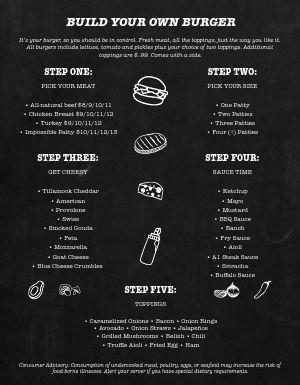 BUILD YOUR OWN BURGER
It's your burger, so you should be in control. Fresh meat, all the toppings, just the way you like it.
All burgers include lettuce, tomato and pickles plus your choice of two toppings. Additional
toppings are $.99. Comes with a side.
STEP ONE:
PICK YOUR MEAT
• All-natural beef $8/9/10/11
• Chicken Breast $9/10/11/12
• Turkey $9/10/11/12
• Impossible Patty $10/11/12/13
STEP TWO:
PICK YOUR SIZE
• One Patty
• Two Patties
• Three Patties
• Four (!) Patties
STEP THREE:
GET CHEESY
• Tillamook Cheddar
• American
• Provolone
• Swiss
• Smoked Gouda
• Feta
• Mozzarella
• Goat Cheese
• Blue Cheese Crumbles
STEP FOUR:
SAUCE TIME
• Ketchup
• Mayo
• Mustard
• BBQ Sauce
• Ranch
• Fry Sauce
• Aioli
• A1 Steak Sauce
• Sriracha
• Buffalo Sauce
STEP FIVE:
TOPPINGS
• Caramelized Onions • Bacon • Onion Rings
• Avocado • Onion Straws • Jalapeños
• Grilled Mushrooms • Relish • Chili
• Truffle Aioli • Fried Egg • Ham
Consumer Advisory: Consumption of undercooked meat, poultry, eggs, or seafood may increase the risk of
food-borne illnesses. Alert your server if you have special dietary requirements.